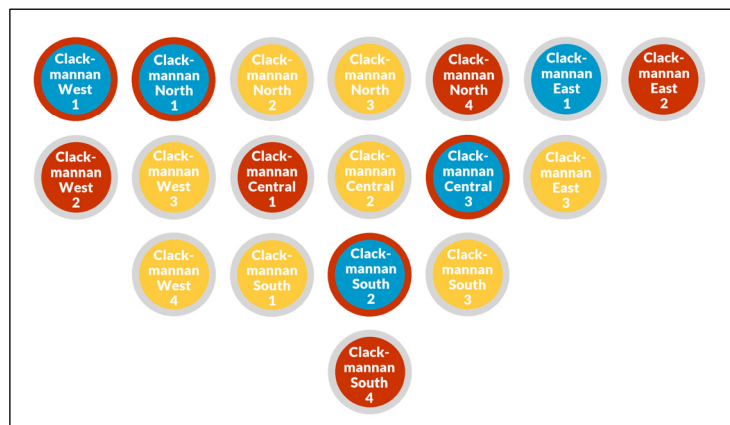 Clack-
mannan
West
1
Clack-
mannan
North
1
Clack-
mannan
North
2
Clack-
mannan
North
3
Clack-
mannan
North
4
Clack-
mannan
East
1
Clack-
mannan
East
2
Clack-
mannan
West
2
Clack-
mannan
West
3
Clack-
mannan
Central
1
Clack-
mannan
Central
2
Clack-
mannan
Central
3
Clack-
mannan
East
3
Clack-
mannan
West
4
Clack-
mannan
South
1
Clack-
mannan
South
2
Clack-
mannan
South
3
Clack-
mannan
South
4